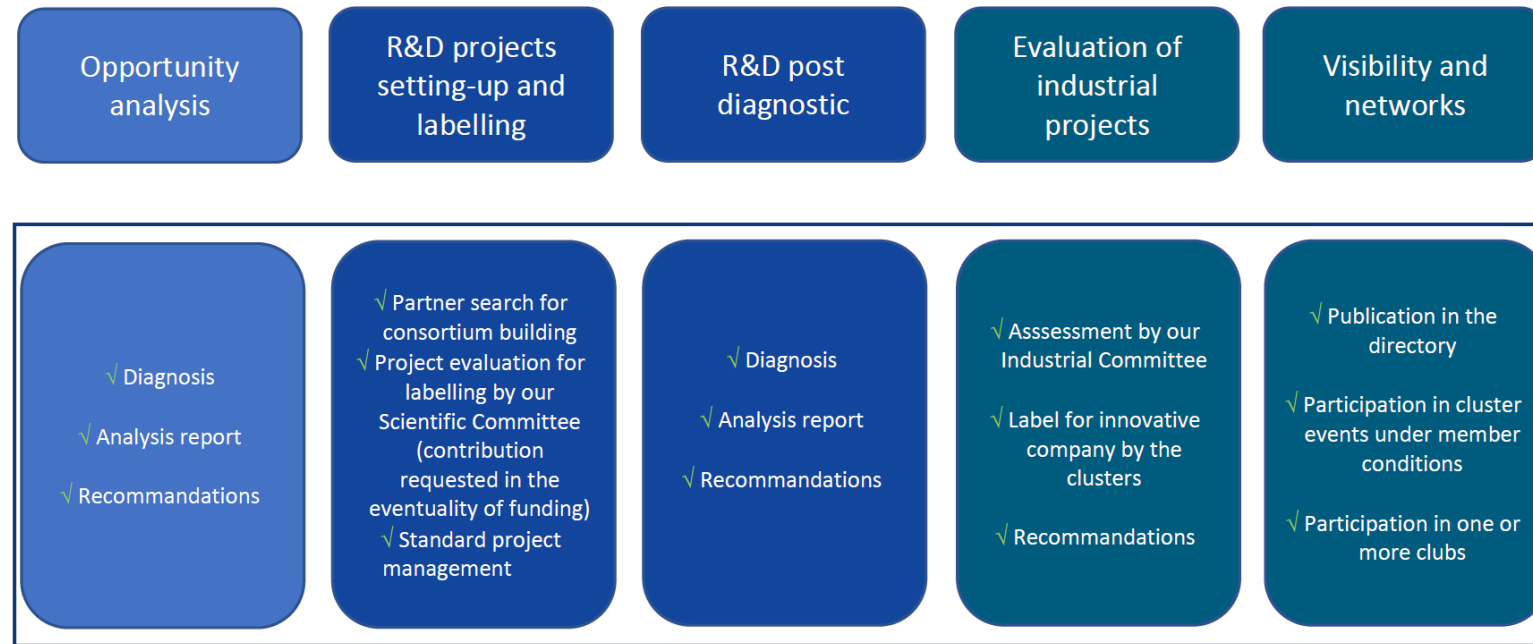 Opportunity
analysis
R&D projects
setting-up and
labelling
R&D post
diagnostic
Evaluation of
industrial
projects
Visibility and
networks
√ Diagnosis
√ Analysis report
√ Recommandations
√ Partner search for
consortium building
√ Project evaluation for
labelling by our
Scientific Committee
(contribution
requested in the
eventuality of funding)
√ Standard project
management
√ Diagnosis
√ Analysis report
√ Recommandations
√ Asssessment by our
Industrial Committee
√ Label for innovative
company by the
clusters
√ Recommandations
√ Publication in the
directory
√ Participation in cluster
events under member
conditions
√ Participation in one or
more clubs